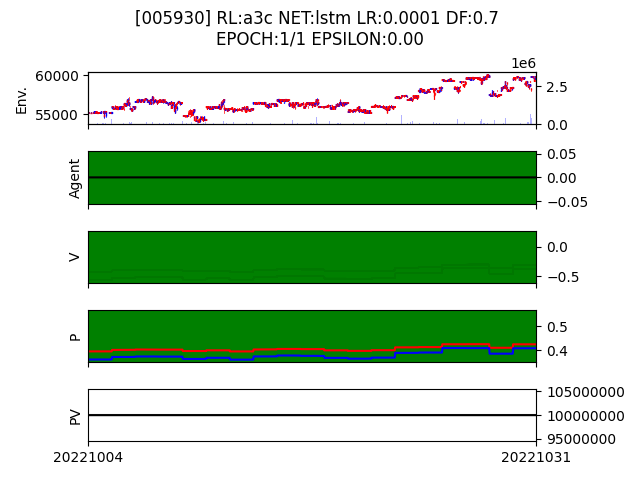 [005930] RL:a3c NET:lstm LR:0.0001 DF:0.7
EPOCH:1/1 EPSILON:0.00
1e6
60000
55000
Env.
2.5
0.0
Agent
0.05
0.00
−0.05
V
0.0
−0.5
P
0.5
0.4
PV
105000000
100000000
95000000
20221004
20221031